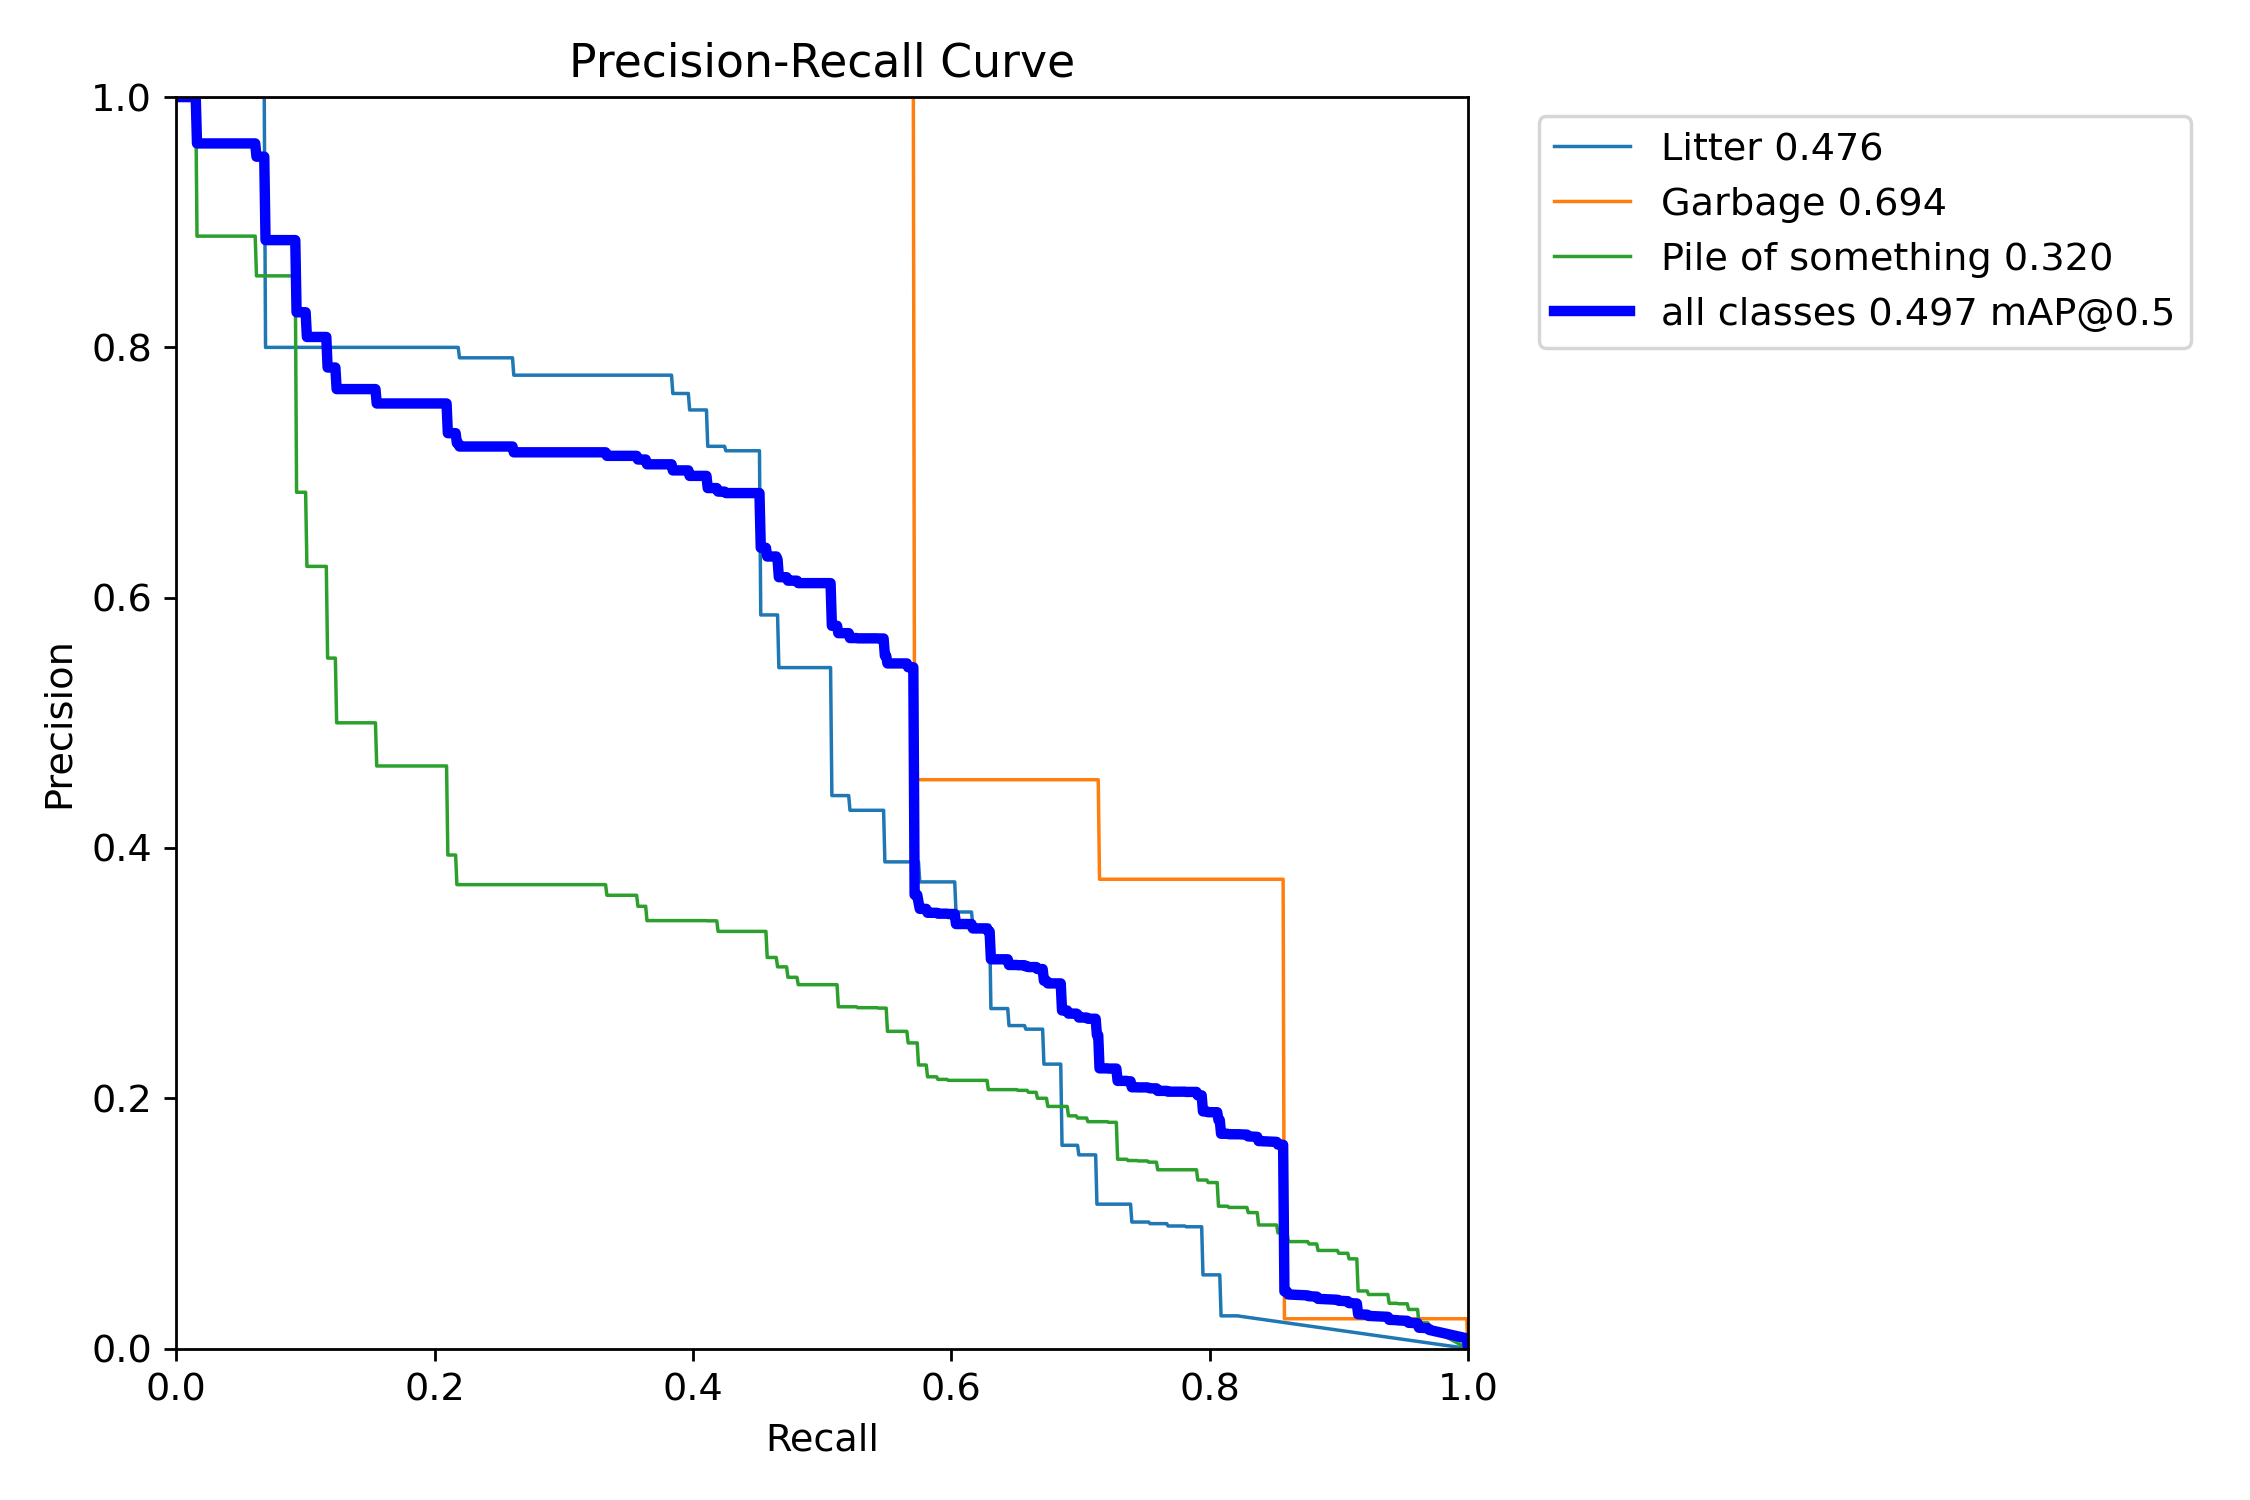 Precision-Recall Curve
1.0
0.8
0.6
0.4
0.2
0.0
Precision
0.0 0.2 0.4 0.6 0.8 1.0
Recall
Litter 0.476
Garbage 0.694
Pile of something 0.320
all classes 0.497 mAP@0.5